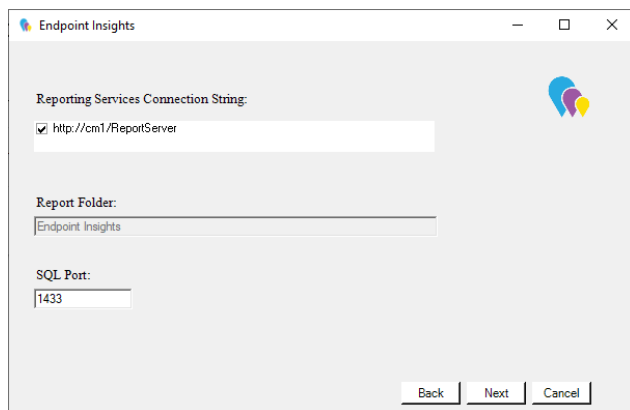 Endpoint Insights
Reporting Services Connection String:
http://cm1/ReportServer
Report Folder:
Endpoint Insights
SQL Port:
1433
Back Next Cancel